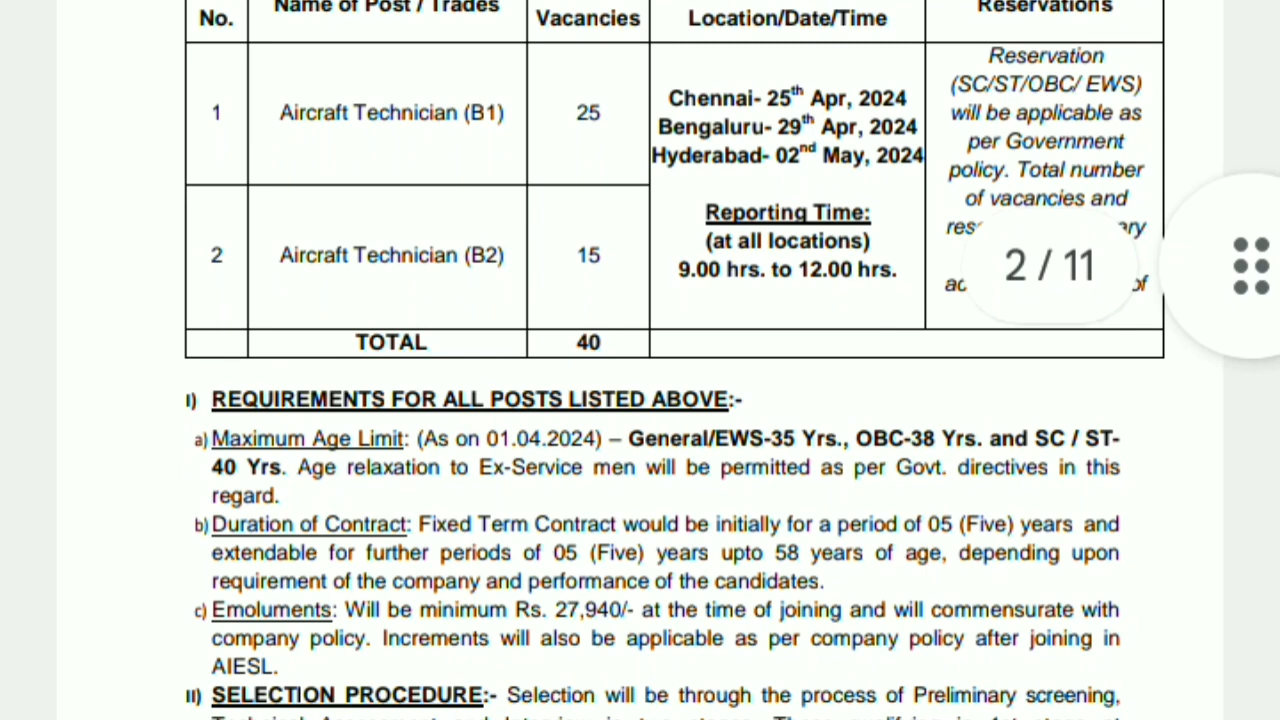 No.
Name of Post / Trades
Vacancies
Location/Date/Time
Reservations
1
Aircraft Technician (B1)
25
Chennai- 25th Apr, 2024
Bengaluru- 29th Apr, 2024
Hyderabad- 02nd May, 2024
Reporting Time:
(at all locations)
9.00 hrs. to 12.00 hrs.
Reservation
(SC/ST/OBC/ EWS)
will be applicable as
per Government
policy. Total number
of vacancies and
2
Aircraft Technician (B2)
15
2 / 11
TOTAL
40
I) REQUIREMENTS FOR ALL POSTS LISTED ABOVE:-
a) Maximum Age Limit: (As on 01.04.2024) – General/EWS-35 Yrs., OBC-38 Yrs. and SC / ST-
40 Yrs. Age relaxation to Ex-Service men will be permitted as per Govt. directives in this
regard.
b) Duration of Contract: Fixed Term Contract would be initially for a period of 05 (Five) years and
extendable for further periods of 05 (Five) years upto 58 years of age, depending upon
requirement of the company and performance of the candidates.
c) Emoluments: Will be minimum Rs. 27,940/- at the time of joining and will commensurate with
company policy. Increments will also be applicable as per company policy after joining in
AIESL.
II) SELECTION PROCEDURE:- Selection will be through the process of Preliminary screening,